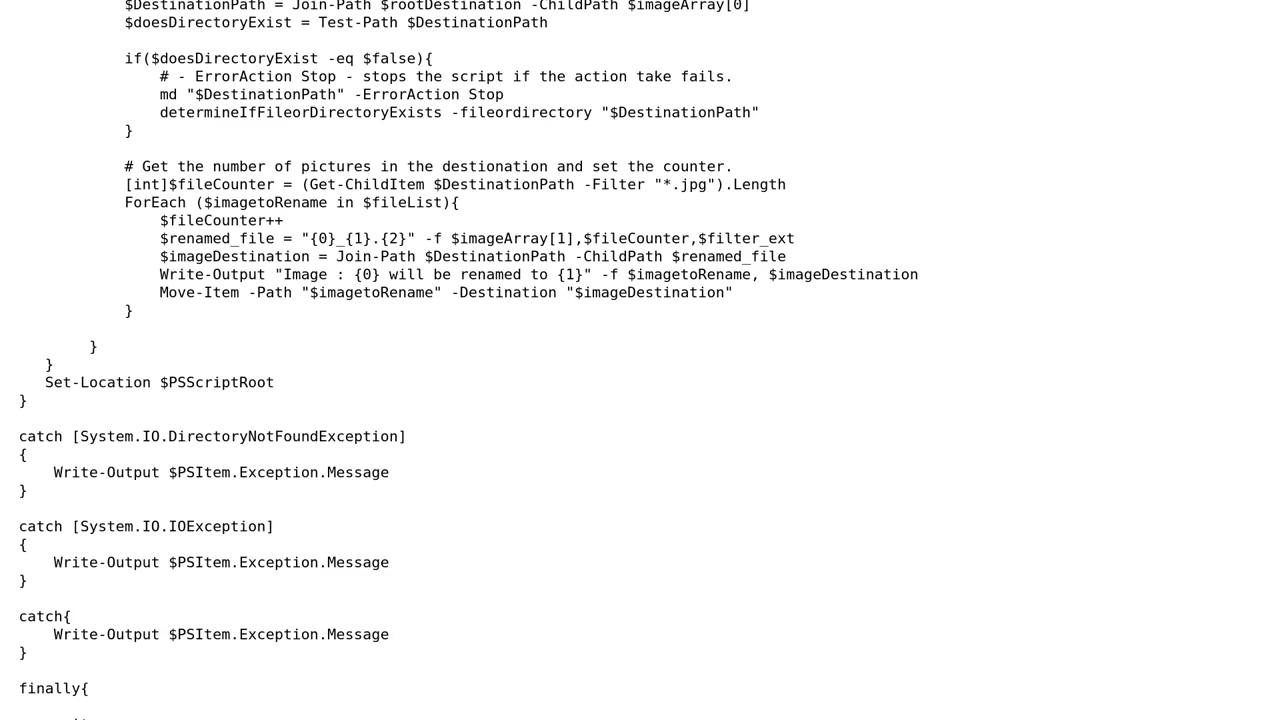 $DestinationPath = Join-Path $rootDestination -ChildPath $imageArray[0]
$doesDirectoryExist = Test-Path $DestinationPath
if($doesDirectoryExist -eq $false){
# - ErrorAction Stop - stops the script if the action take fails.
md "$DestinationPath" -ErrorAction Stop
determineIfFileorDirectoryExists -fileordirectory "$DestinationPath"
}
# Get the number of pictures in the destionation and set the counter.
[int]$fileCounter = (Get-ChildItem $DestinationPath -Filter "*.jpg").Length
ForEach ($imagetoRename in $fileList){
$fileCounter++
$renamed_file = "{0}_{1}.{2}" -f $imageArray[1],$fileCounter,$filter_ext
$imageDestination = Join-Path $DestinationPath -ChildPath $renamed_file
Write-Output "Image : {0} will be renamed to {1}" -f $imagetoRename, $imageDestination
Move-Item -Path "$imagetoRename" -Destination "$imageDestination"
}
}
}
Set-Location $PSScriptRoot
}
catch [System.IO.DirectoryNotFoundException]
{
Write-Output $PSItem.Exception.Message
}
catch [System.IO.IOException]
{
Write-Output $PSItem.Exception.Message
}
catch{
Write-Output $PSItem.Exception.Message
}
finally{